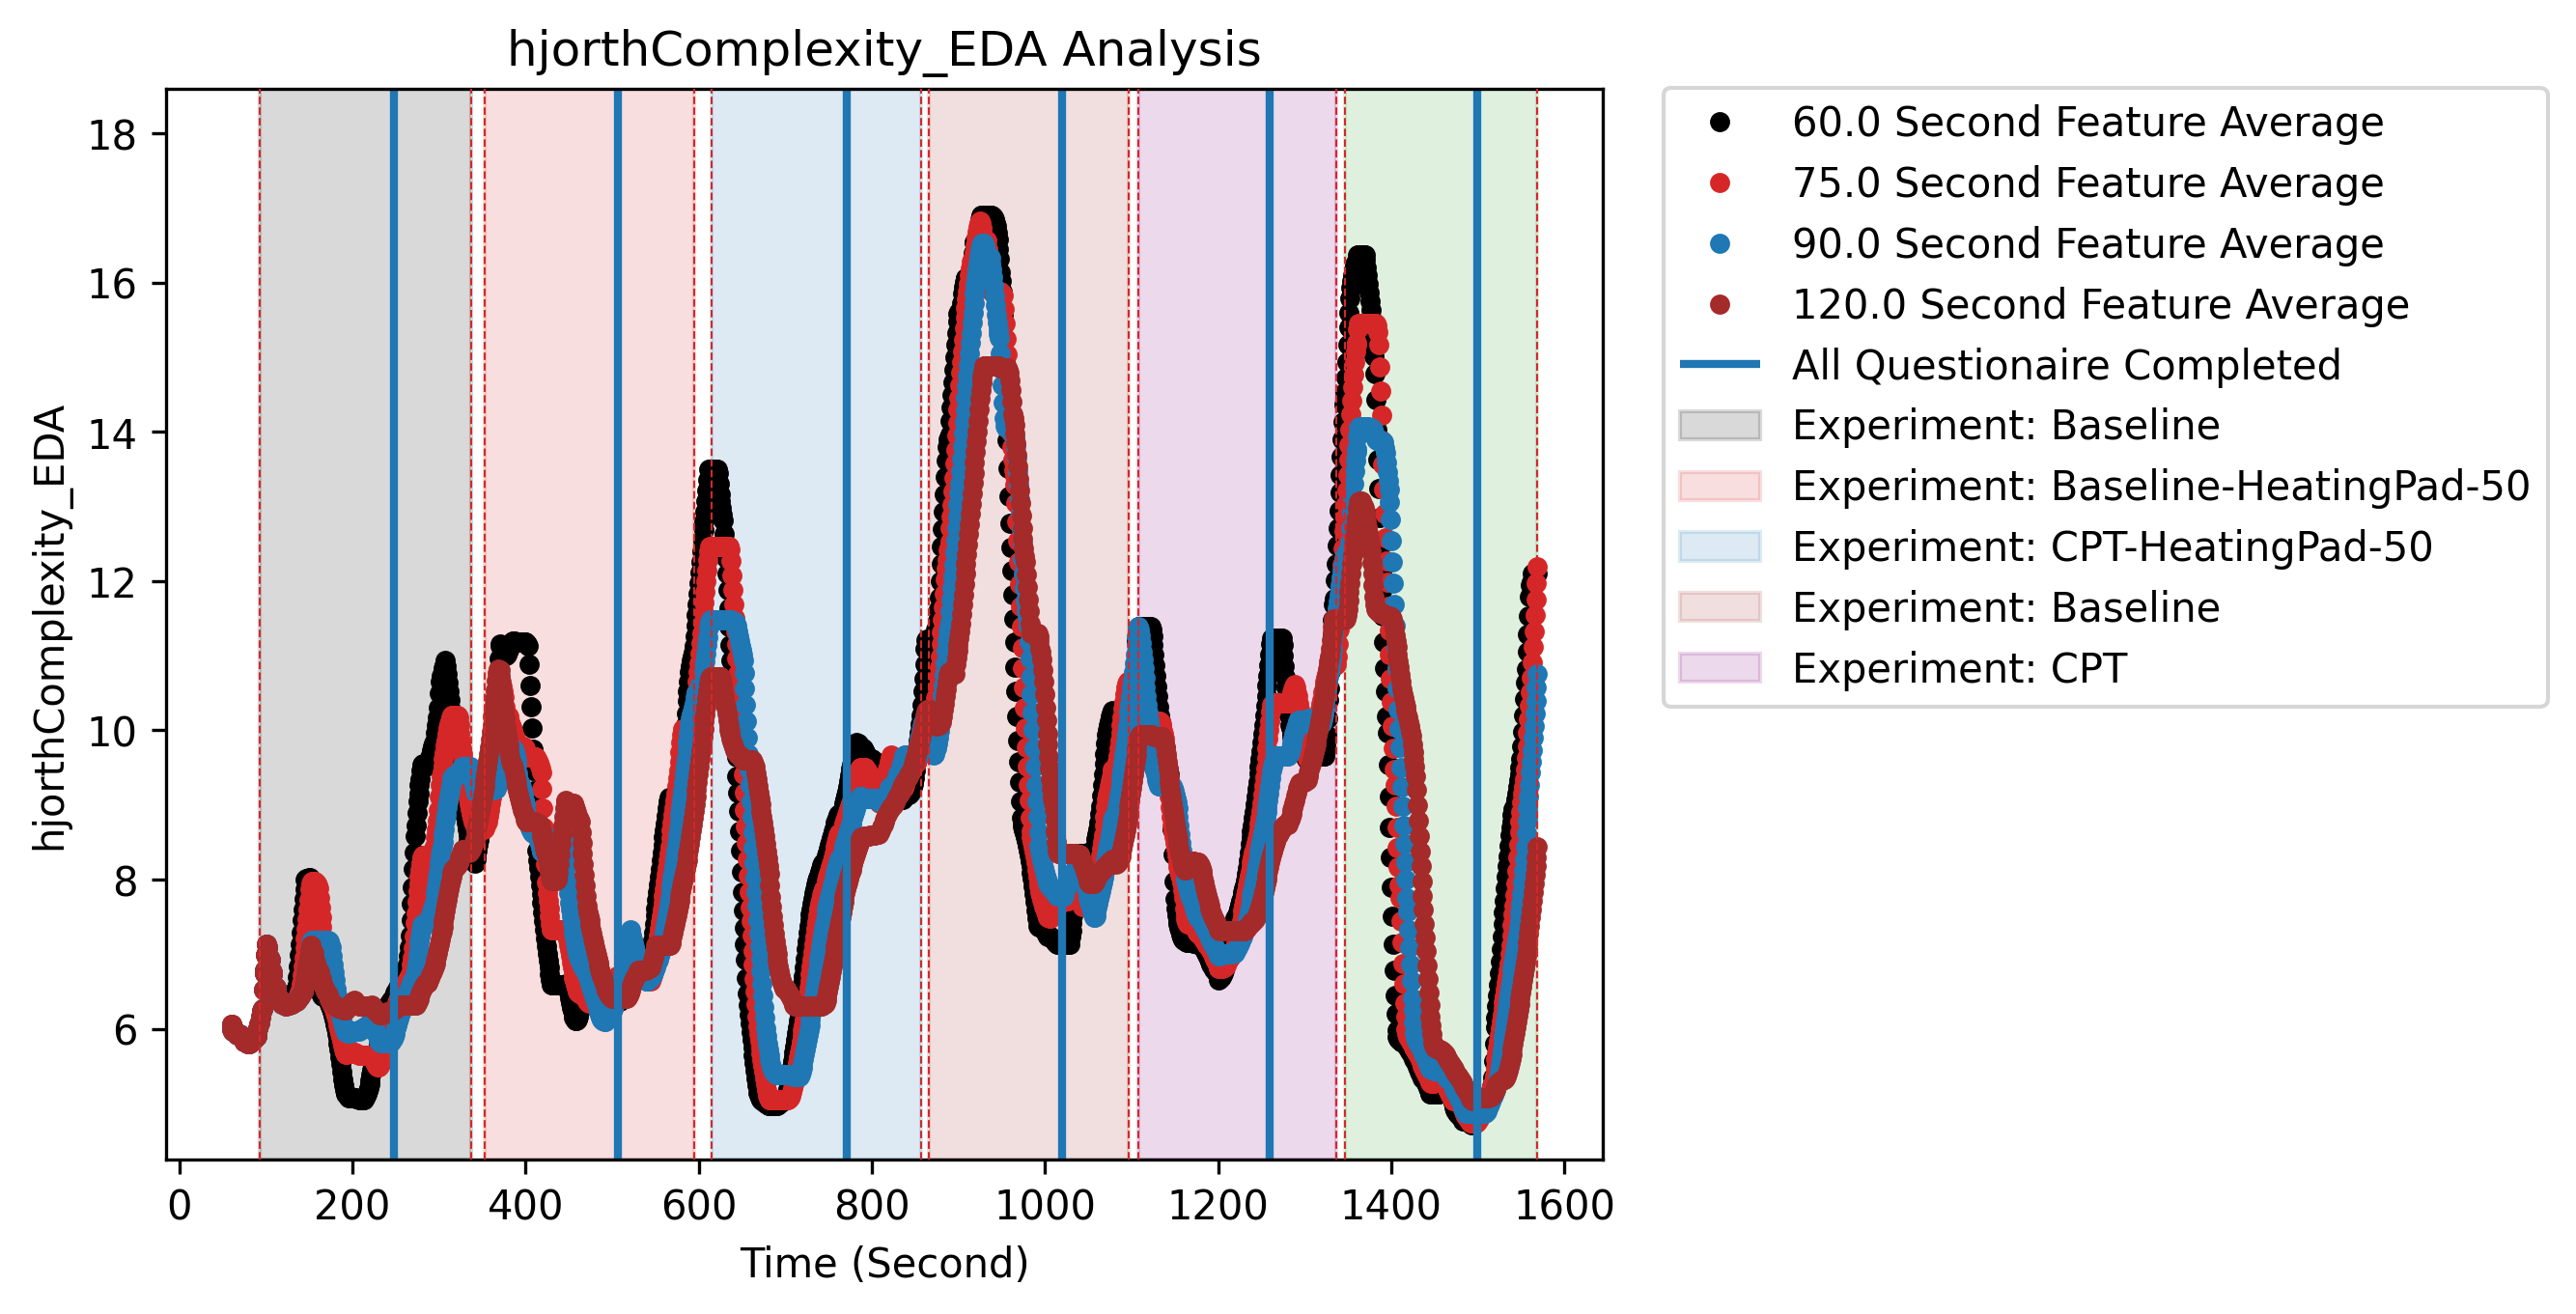 hjorthComplexity_EDA Analysis
18
16
14
12
10
8
6
hjorthComplexity_EDA
0 200 400 600 800 1000 1200 1400 1600
Time (Second)
60.0 Second Feature Average
75.0 Second Feature Average
90.0 Second Feature Average
120.0 Second Feature Average
All Questionaire Completed
Experiment: Baseline
Experiment: Baseline-HeatingPad-50
Experiment: CPT-HeatingPad-50
Experiment: Baseline
Experiment: CPT